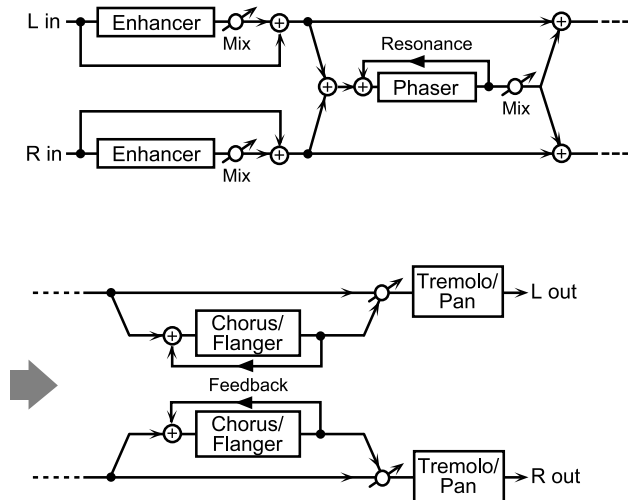 L in
Enhancer
Mix
Resonance
Phaser
Mix
R in
Enhancer
Mix
Chorus/
Flanger
Tremolo/
Pan
L out
Feedback
Chorus/
Flanger
Tremolo/
Pan
R out